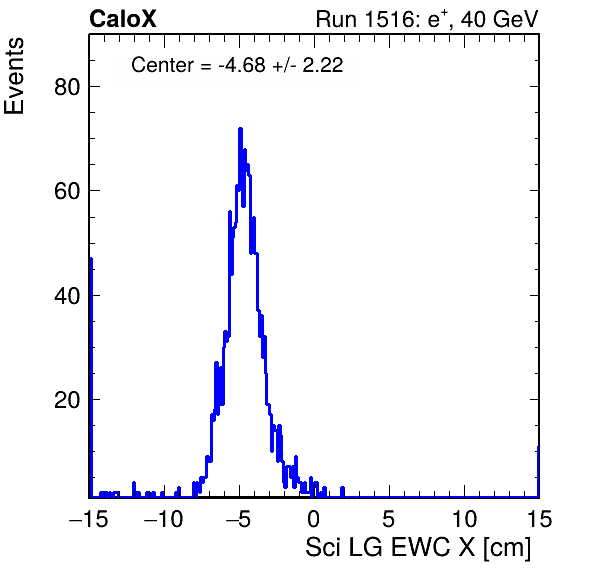 CaloX Run 1516: e⁺, 40 GeV
Events
Center = -4.68 +/- 2.22
80
60
40
20
−15 −10 −5 0 5 10 15
Sci LG EWC X [cm]